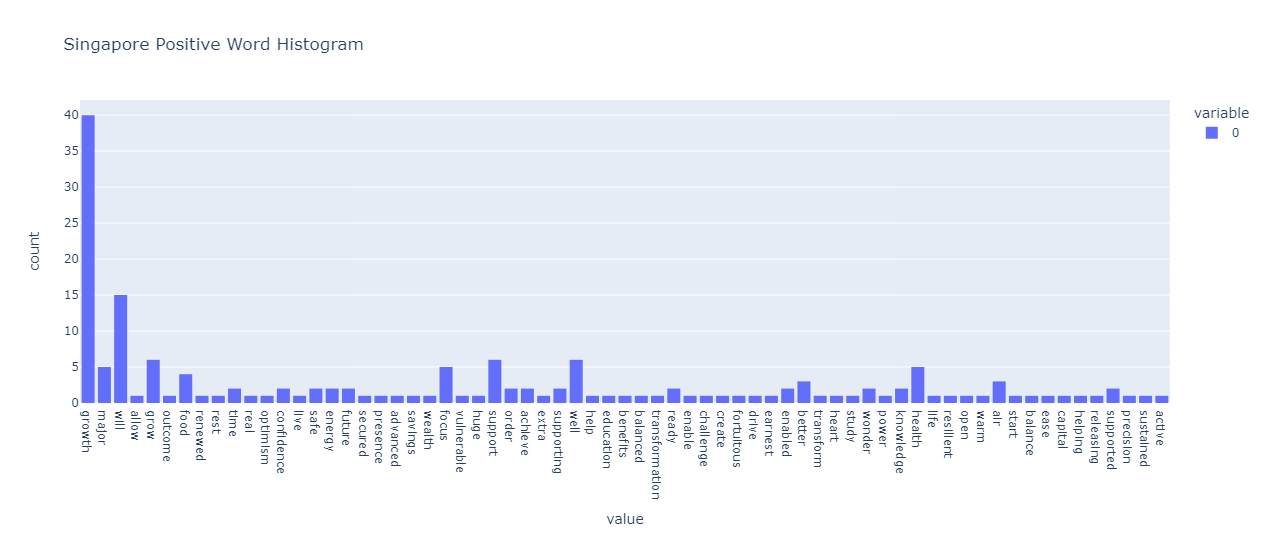 Singapore Positive Word Histogram
variable
0
count
40
35
30
25
20
15
10
5
0
growth
major
will
allow
grow
outcome
food
renewed
rest
time
real
optimism
confidence
live
safe
energy
future
secured
presence
advanced
savings
wealth
focus
vulnerable
huge
support
order
achieve
extra
supporting
well
help
education
benefits
balanced
transformation
ready
enable
challenge
create
fortuitous
drive
earnest
enabled
better
transform
heart
study
wonder
power
knowledge
health
life
resilient
open
warm
air
start
balance
ease
capital
helping
releasing
supported
precision
sustained
active
value